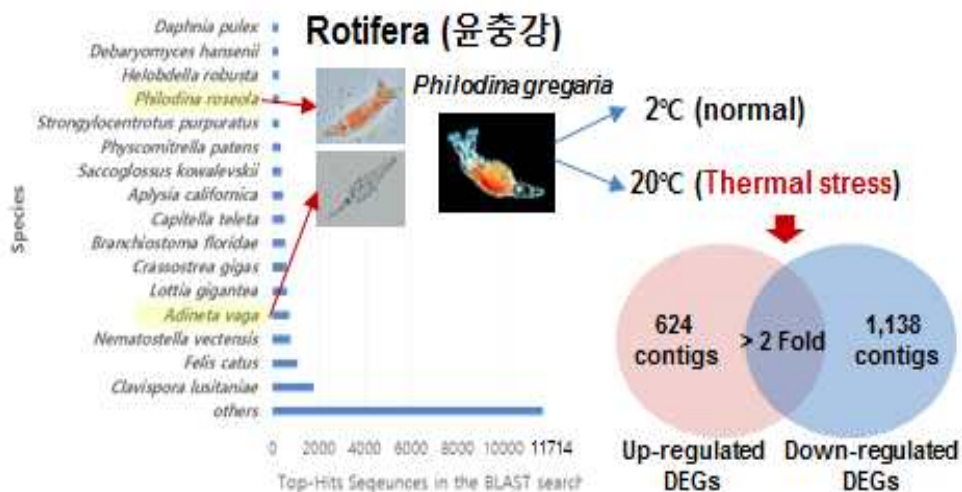 Rotifera (윤충강)
Species
Daphnia pulex
Debaryomyces hansenii
Helobdella robusta
Philodina roseola
Strongylocentrotus purpuratus
Physcomitrella patens
Saccoglossus kowalevskii
Aplysia californica
Capitella teleta
Branchiostoma floridae
Crassostrea gigas
Lottia gigantea
Adineta vaga
Nematostella vectensis
Felis catus
Clavispora lusitaniae
others
0 2000 4000 6000 8000 10000 11714
Top-Hits Seqeunces in the BLAST search
Philodina gregaria
2℃ (normal)
20℃ (Thermal stress)
624
contigs
> 2 Fold
1,138
contigs
Up-regulated
DEGs
Down-regulated
DEGs